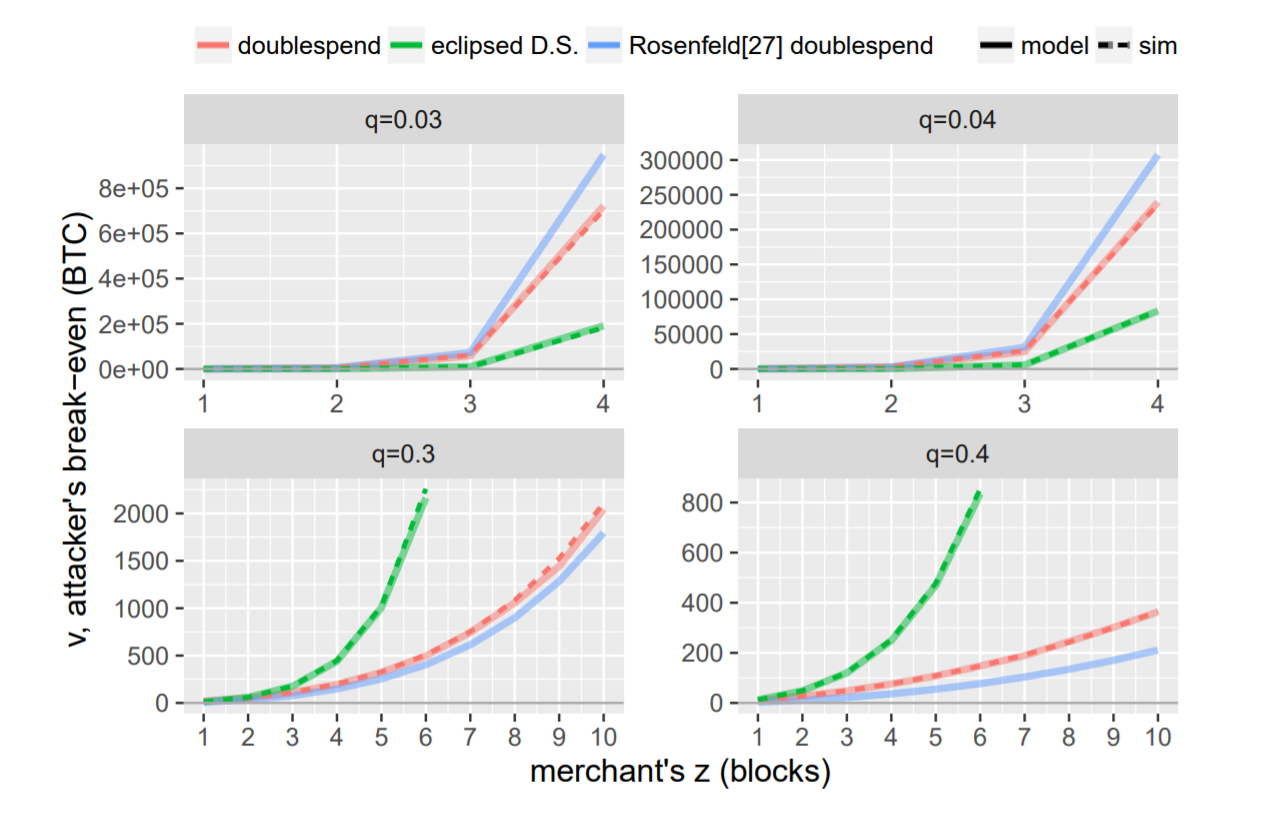 doublespend eclipsed D.S. Rosenfeld[27] doublespend model sim
q=0.03
8e+05
6e+05
4e+05
2e+05
0e+00
1 2 3 4
q=0.04
300000
250000
200000
150000
100000
50000
0
1 2 3 4
q=0.3
2000
1500
1000
500
0
1 2 3 4 5 6 7 8 9 10
q=0.4
800
600
400
200
0
1 2 3 4 5 6 7 8 9 10
v, attacker's break−even (BTC)
merchant's z (blocks)